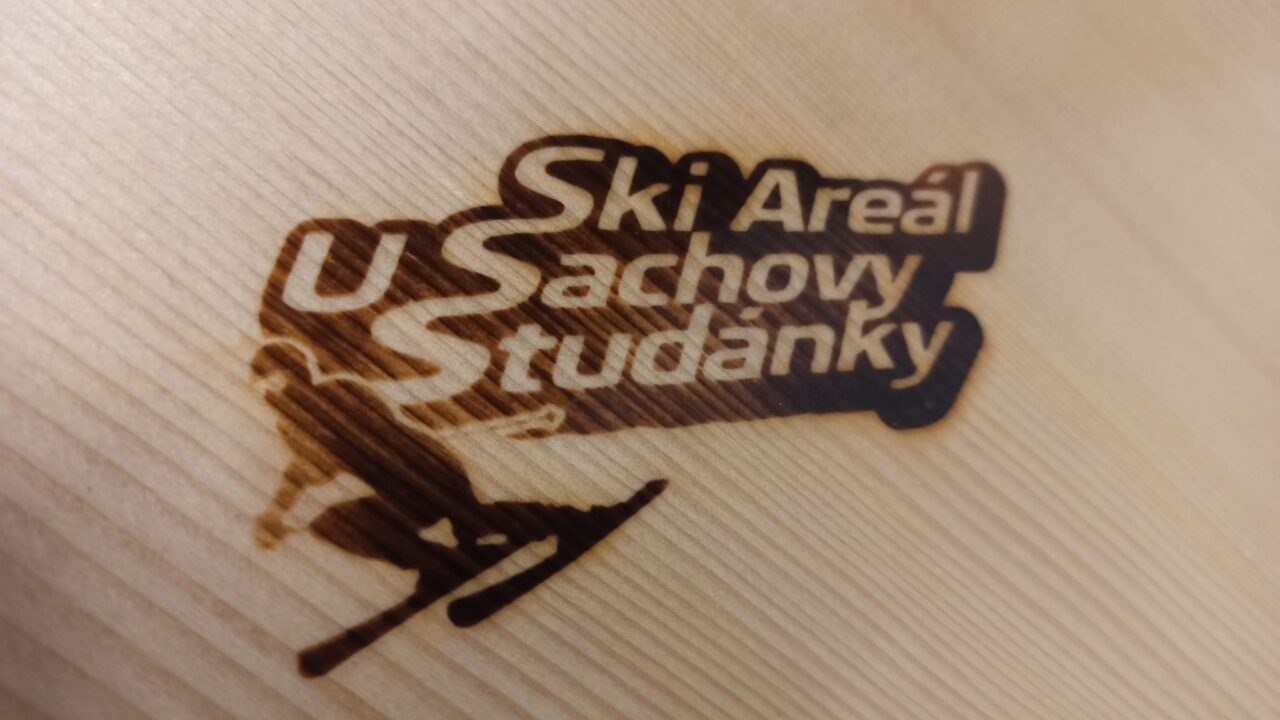 Ski Areál
U Sachovy
Studánky